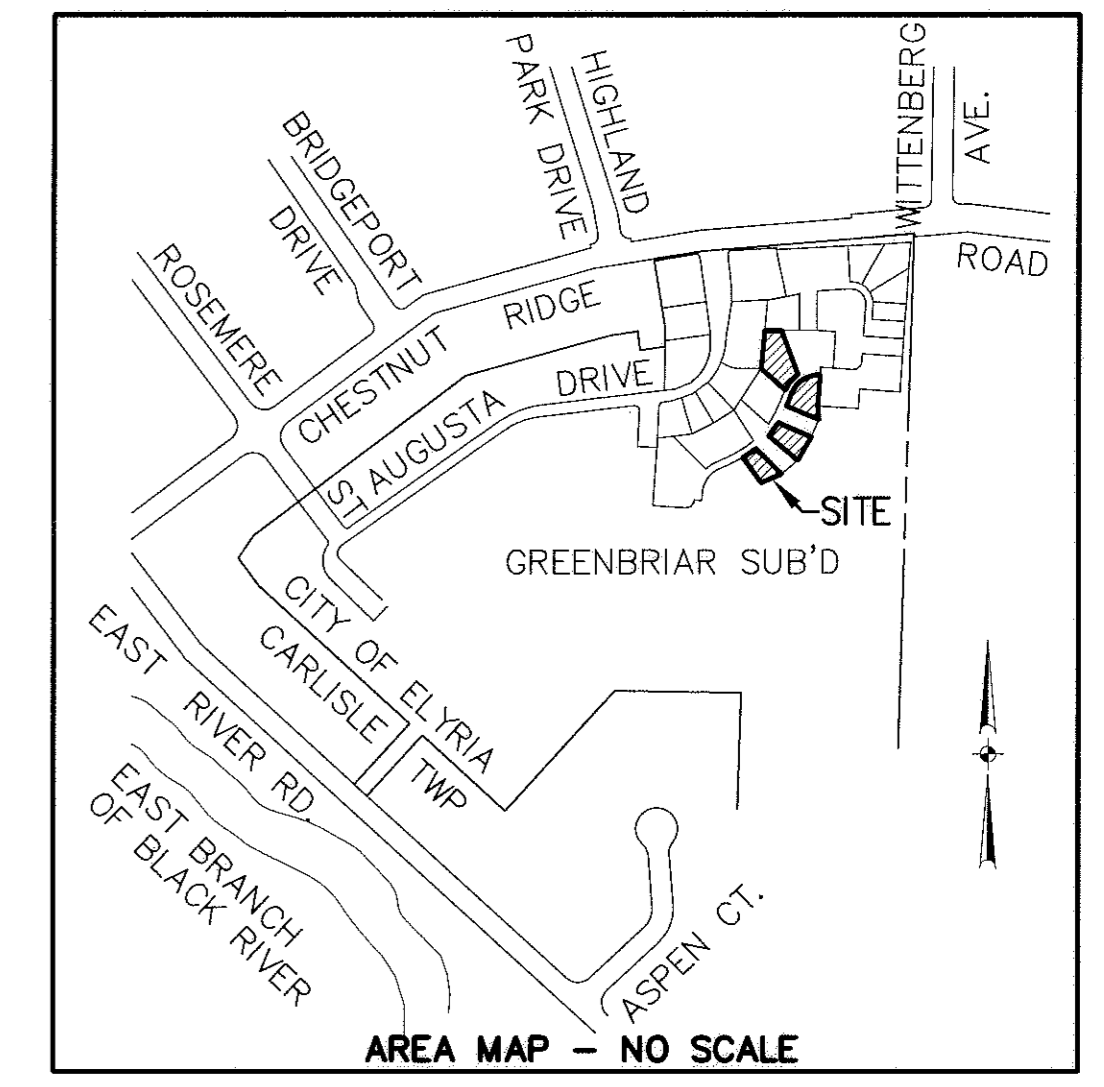 WITTENBERG
AVE.
HIGHLAND
PARK DRIVE
BRIDGEPORT
DRIVE
ROSEMERE
CHESTNUT RIDGE ROAD
ST AUGUSTA DRIVE
SITE
GREENBRIAR SUB'D
CITY OF ELYRIA
CARLISLE TWP
EAST RIVER RD.
EAST BRANCH
OF BLACK RIVER
ASPEN CT.
AREA MAP – NO SCALE